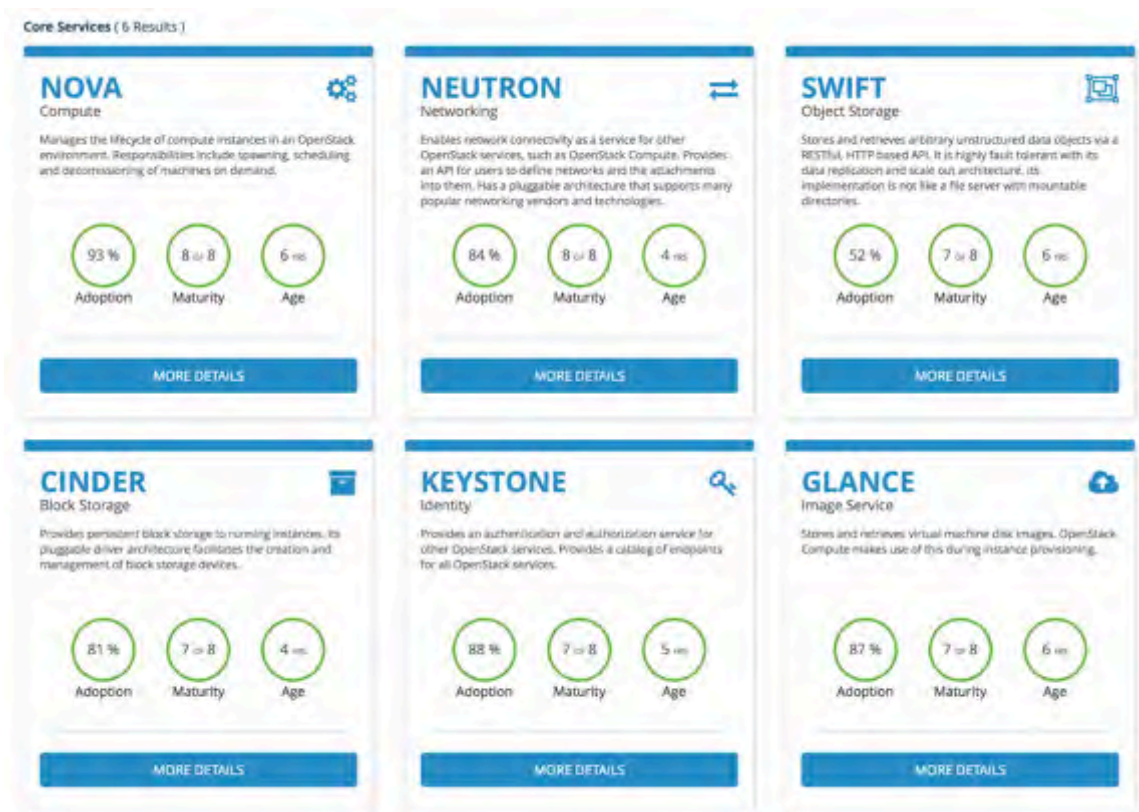 Core Services ( 6 Results )
NOVA
Compute
Manages the lifecycle of compute instances in an OpenStack
environment. Responsibilities include spawning, scheduling
and decomissioning of machines on demand.
93 %
8 OF 8
6 YRS
Adoption
Maturity
Age
MORE DETAILS
NEUTRON
Networking
Enables network connectivity as a service for other
OpenStack services, such as OpenStack Compute. Provides
an API for users to define networks and the attachments
into them. Has a pluggable architecture that supports many
popular networking vendors and technologies.
84 %
8 OF 8
4 YRS
Adoption
Maturity
Age
MORE DETAILS
SWIFT
Object Storage
Stores and retrieves arbitrary unstructured data objects via a
RESTful, HTTP based API. It is highly fault tolerant with its
data replication and scale out architecture. Its
implementation is not like a file server with mountable
directories.
52 %
7 OF 8
6 YRS
Adoption
Maturity
Age
MORE DETAILS
CINDER
Block Storage
Provides persistent block storage to running instances. Its
pluggable driver architecture facilitates the creation and
management of block storage devices.
81 %
7 OF 8
4 YRS
Adoption
Maturity
Age
MORE DETAILS
KEYSTONE
Identity
Provides an authentication and authorization service for
other OpenStack services. Provides a catalog of endpoints
for all OpenStack services.
88 %
7 OF 8
5 YRS
Adoption
Maturity
Age
MORE DETAILS
GLANCE
Image Service
Stores and retrieves virtual machine disk images. OpenStack
Compute makes use of this during instance provisioning.
87 %
7 OF 8
6 YRS
Adoption
Maturity
Age
MORE DETAILS